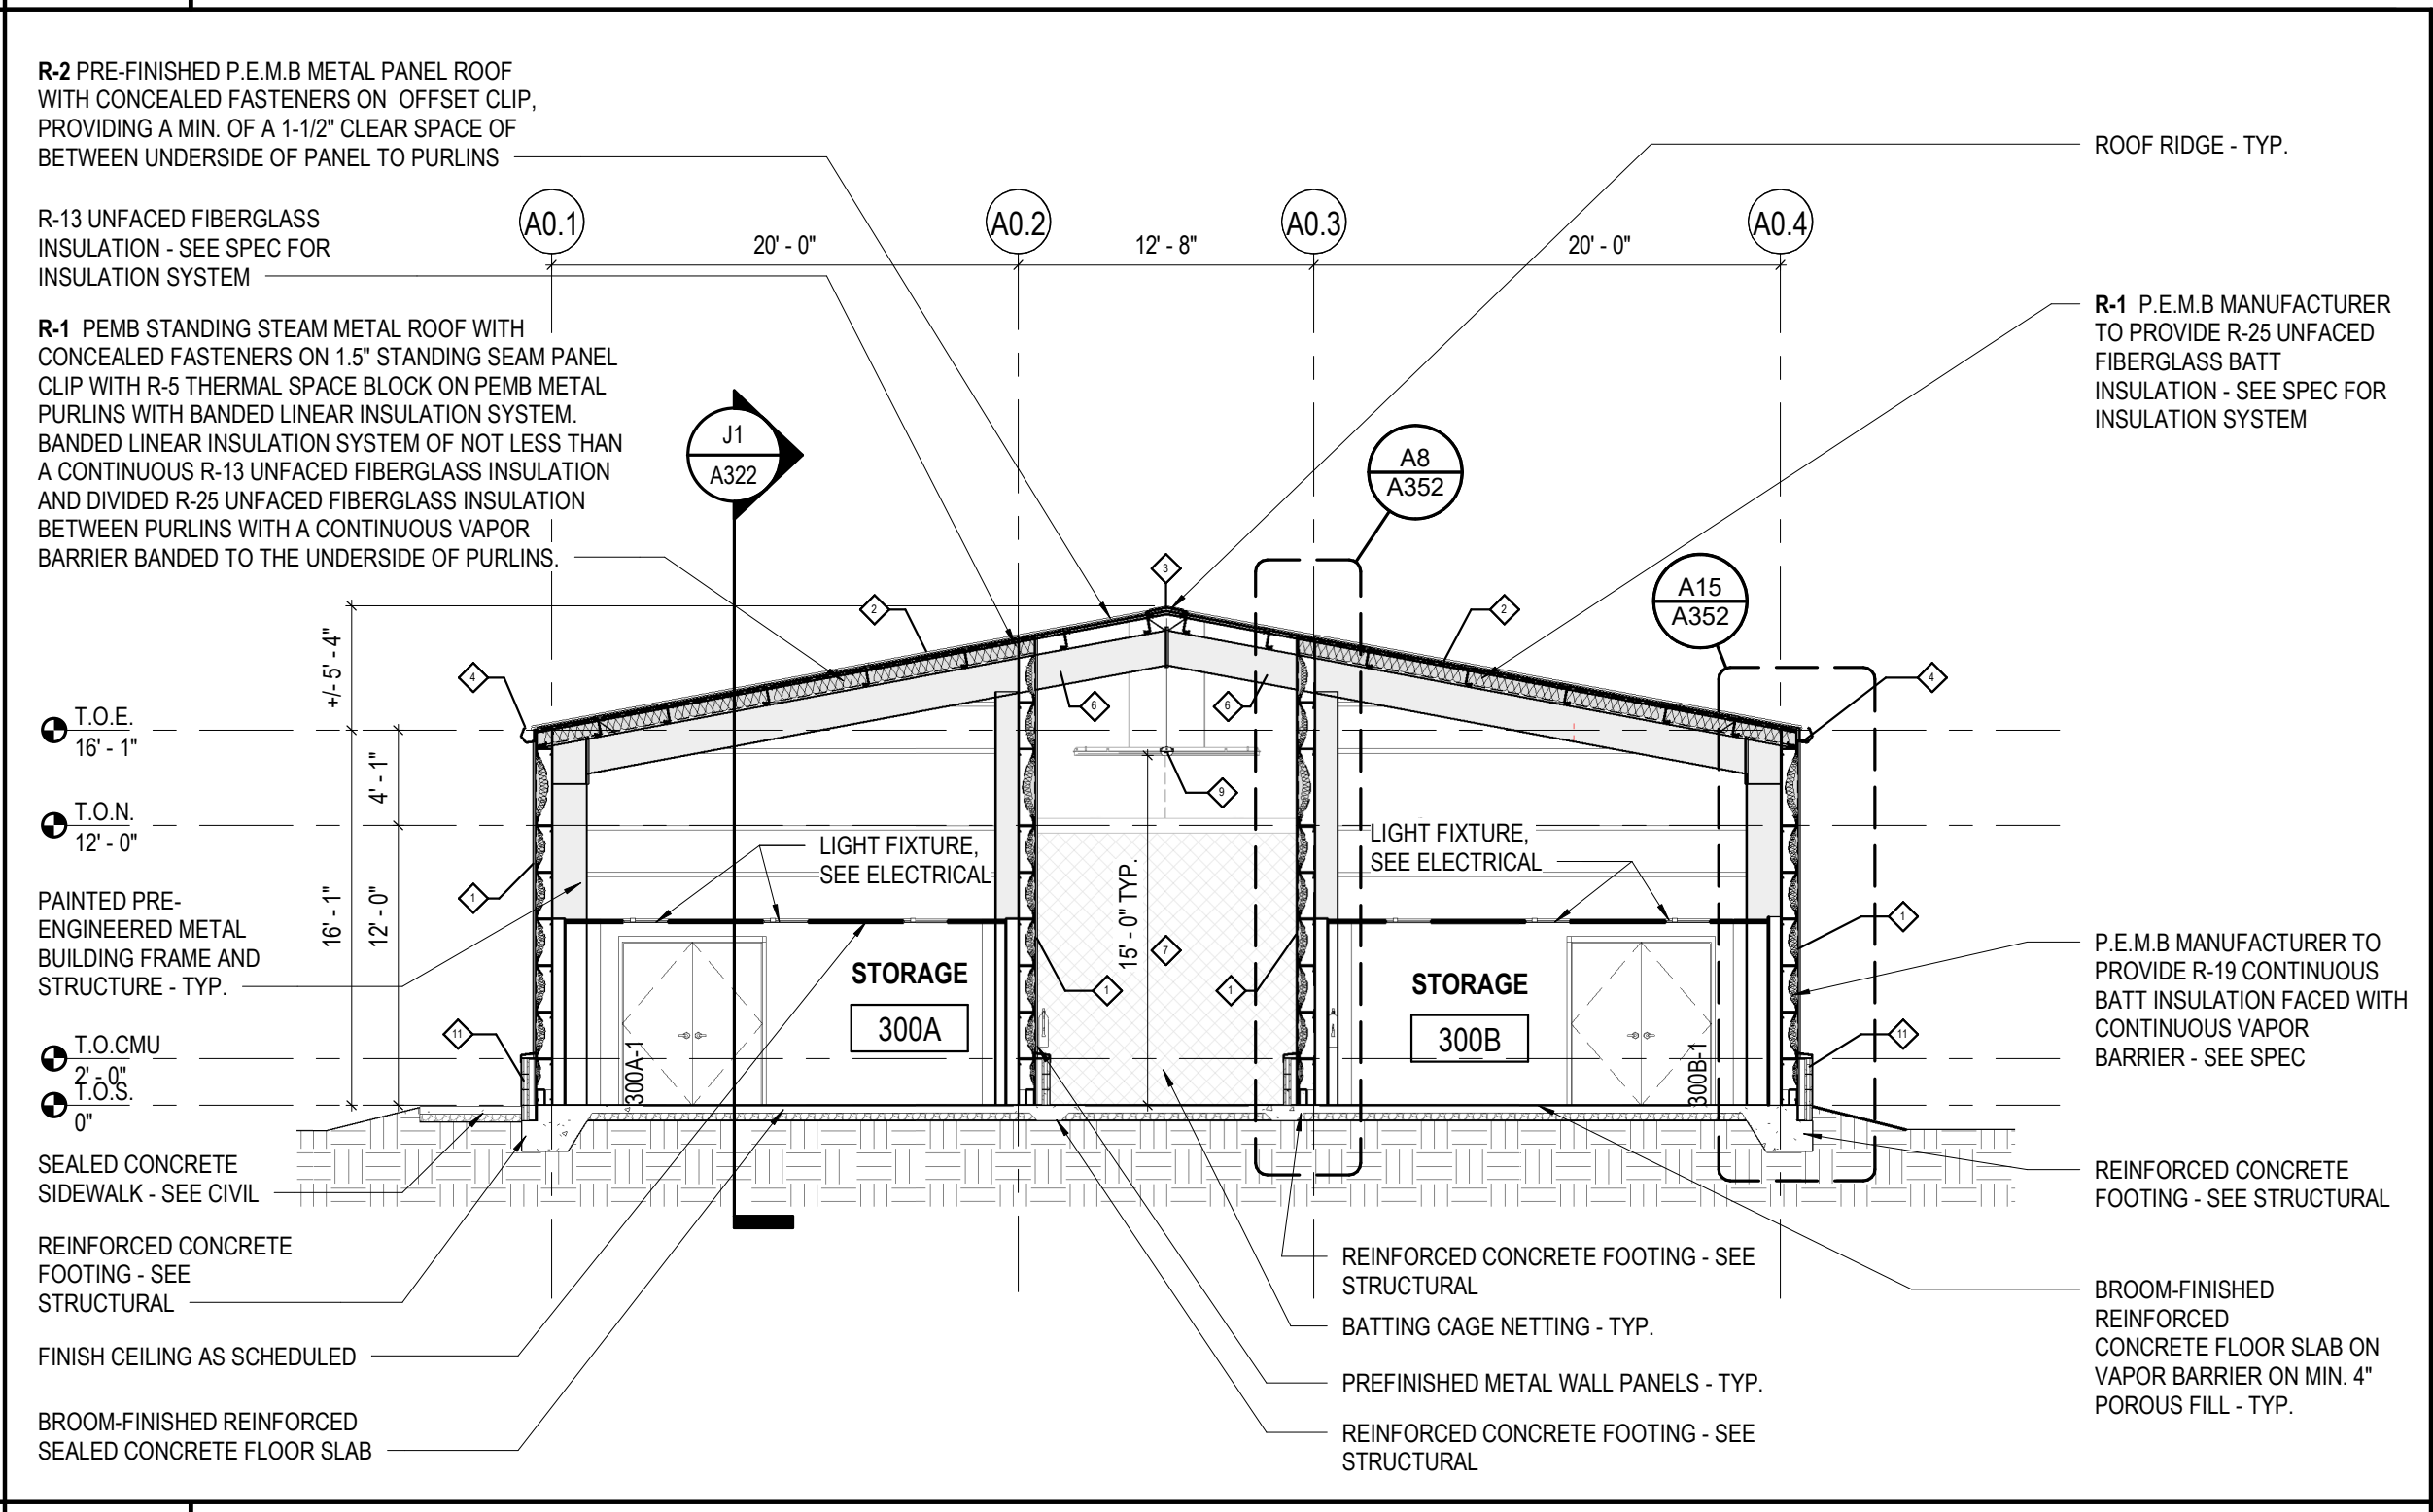 R-2 PRE-FINISHED P.E.M.B METAL PANEL ROOF
WITH CONCEALED FASTENERS ON OFFSET CLIP,
PROVIDING A MIN. OF A 1-1/2" CLEAR SPACE OF
BETWEEN UNDERSIDE OF PANEL TO PURLINS
R-13 UNFACED FIBERGLASS
INSULATION - SEE SPEC FOR
INSULATION SYSTEM
R-1 PEMB STANDING STEAM METAL ROOF WITH
CONCEALED FASTENERS ON 1.5" STANDING SEAM PANEL
CLIP WITH R-5 THERMAL SPACE BLOCK ON PEMB METAL
PURLINS WITH BANDED LINEAR INSULATION SYSTEM.
BANDED LINEAR INSULATION SYSTEM OF NOT LESS THAN
A CONTINUOUS R-13 UNFACED FIBERGLASS INSULATION
AND DIVIDED R-25 UNFACED FIBERGLASS INSULATION
BETWEEN PURLINS WITH A CONTINUOUS VAPOR
BARRIER BANDED TO THE UNDERSIDE OF PURLINS.
ROOF RIDGE - TYP.
A0.1
A0.2
A0.3
A0.4
20' - 0"
12' - 8"
20' - 0"
R-1 P.E.M.B MANUFACTURER
TO PROVIDE R-25 UNFACED
FIBERGLASS BATT
INSULATION - SEE SPEC FOR
INSULATION SYSTEM
J1
A322
A8
A352
A15
A352
3
2
2
4
4
6
6
9
+/- 5' - 4"
T.O.E.
16' - 1"
4' - 1"
T.O.N.
12' - 0"
16' - 1"
12' - 0"
LIGHT FIXTURE,
SEE ELECTRICAL
LIGHT FIXTURE,
SEE ELECTRICAL
15' - 0" TYP.
7
1
1
1
1
11
11
STORAGE
300A
STORAGE
300B
300A-1
300B-1
PAINTED PRE-
ENGINEERED METAL
BUILDING FRAME AND
STRUCTURE - TYP.
T.O.CMU
2' - 0"
T.O.S.
0"
P.E.M.B MANUFACTURER TO
PROVIDE R-19 CONTINUOUS
BATT INSULATION FACED WITH
CONTINUOUS VAPOR
BARRIER - SEE SPEC
SEALED CONCRETE
SIDEWALK - SEE CIVIL
REINFORCED CONCRETE
FOOTING - SEE
STRUCTURAL
FINISH CEILING AS SCHEDULED
BROOM-FINISHED REINFORCED
SEALED CONCRETE FLOOR SLAB
REINFORCED CONCRETE FOOTING - SEE
STRUCTURAL
BATTING CAGE NETTING - TYP.
PREFINISHED METAL WALL PANELS - TYP.
REINFORCED CONCRETE FOOTING - SEE
STRUCTURAL
REINFORCED CONCRETE
FOOTING - SEE STRUCTURAL
BROOM-FINISHED
REINFORCED
CONCRETE FLOOR SLAB ON
VAPOR BARRIER ON MIN. 4"
POROUS FILL - TYP.